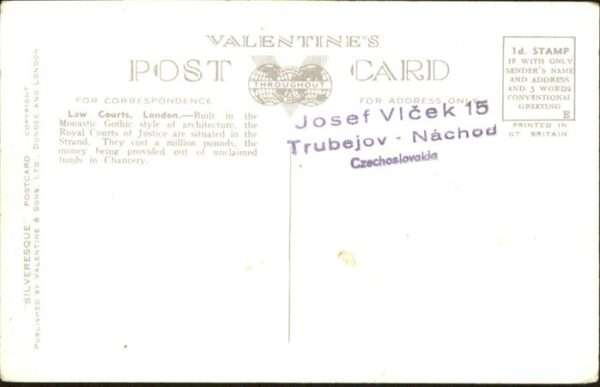 VALENTINE'S
POST CARD
THROUGHOUT
FOR CORRESPONDENCE
FOR ADDRESS ONLY
1d. STAMP
IF WITH ONLY
SENDER'S NAME
AND ADDRESS
AND 5 WORDS
CONVENTIONAL
GREETING
E
PRINTED IN
GT BRITAIN
Law Courts, London.—Built in the
Monastic Gothic style of architecture, the
Royal Courts of Justice are situated in the
Strand. They cost a million pounds, the
money being provided out of unclaimed
funds in Chancery.
Josef Vlček 15
Trubejov - Náchod
Czechoslovakia
"SILVERESQUE" POSTCARD COPYRIGHT
PUBLISHED BY VALENTINE & SONS, LTD. DUNDEE AND LONDON